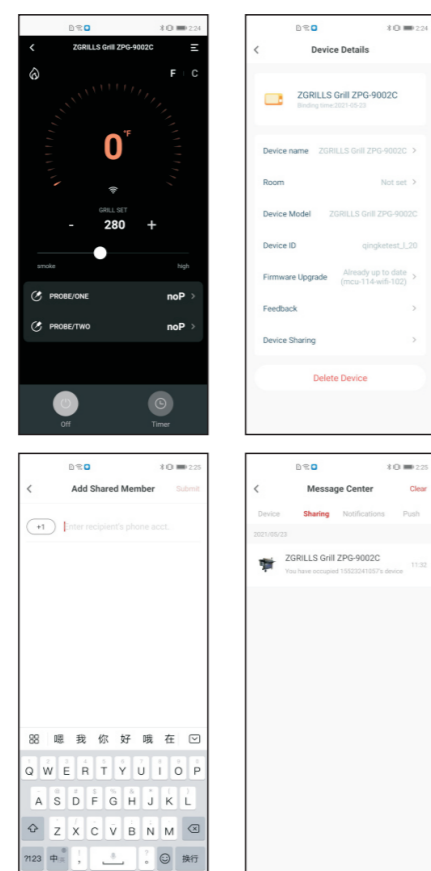 2:24
ZGRILLS Grill ZPG-9002C
F C
0°F
GRILL SET
- 280 +
smoke high
PROBE/ONE noP >
PROBE/TWO noP >
Off Timer
2:24
Device Details
ZGRILLS Grill ZPG-9002C
Binding time:2021-05-23
Device name ZGRILLS Grill ZPG-9002C >
Room Not set >
Device Model ZGRILLS Grill ZPG-9002C
Device ID qingketest_l_20
Firmware Upgrade Already up to date (mcu-114-wifi-102) >
Feedback >
Device Sharing >
Delete Device
2:25
Add Shared Member Submit
+1 Enter recipient's phone acct..
嗯 我 你 好 哦 在
Q W E R T Y U I O P
A S D F G H J K L
Z X C V B N M
?123 中 , 。 换行
2:25
Message Center Clear
Device Sharing Notifications Push
2021/05/23
ZGRILLS Grill ZPG-9002C 11:32
You have occupied device